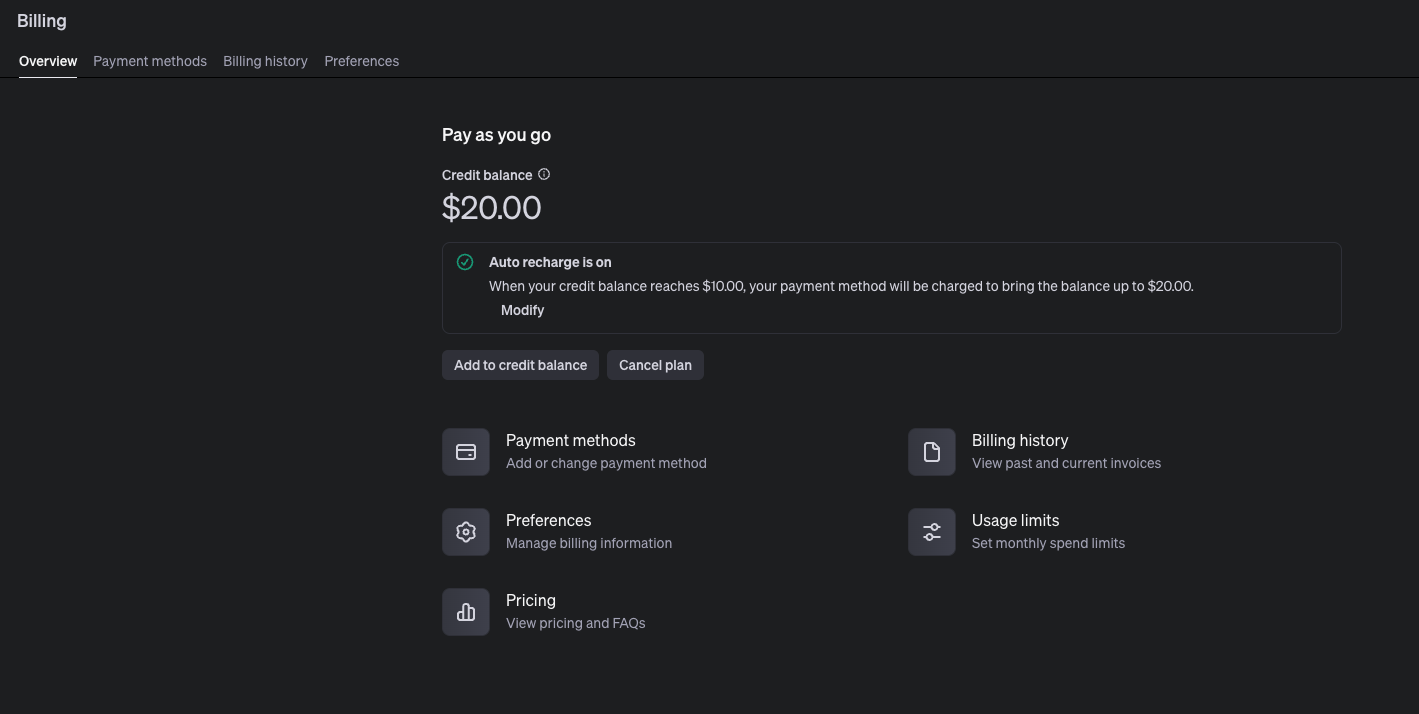 Billing
Overview Payment methods Billing history Preferences
Pay as you go
Credit balance
$20.00
Auto recharge is on
When your credit balance reaches $10.00, your payment method will be charged to bring the balance up to $20.00.
Modify
Add to credit balance Cancel plan
Payment methods
Add or change payment method
Billing history
View past and current invoices
Preferences
Manage billing information
Usage limits
Set monthly spend limits
Pricing
View pricing and FAQs